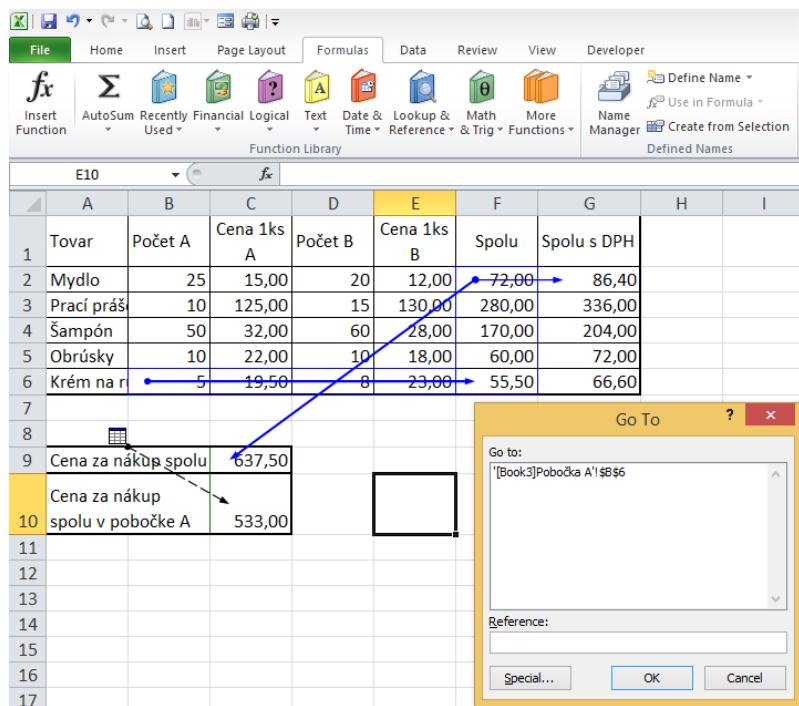 File Home Insert Page Layout Formulas Data Review View Developer
fx Σ ? A θ Define Name
Insert AutoSum Recently Financial Logical Text Date & Lookup & Math More Name fx Use in Formula
Function Used Time Reference & Trig Functions Manager Create from Selection
Function Library Defined Names
E10 fx
A B C D E F G H I
1 Tovar Počet A Cena 1ks A Počet B Cena 1ks B Spolu Spolu s DPH
2 Mydlo 25 15,00 20 12,00 72,00 86,40
3 Prací práš 10 125,00 15 130,00 280,00 336,00
4 Šampón 50 32,00 60 28,00 170,00 204,00
5 Obrúsky 10 22,00 10 18,00 60,00 72,00
6 Krém na r 5 19,50 8 23,00 55,50 66,60
7
8
9 Cena za nákup spolu 637,50
Cena za nákup
10 spolu v pobočke A 533,00
11
12
13
14
15
16
17
Go To ? x
Go to:
'[Book3]Pobočka A'!$B$6
Reference:
Special... OK Cancel